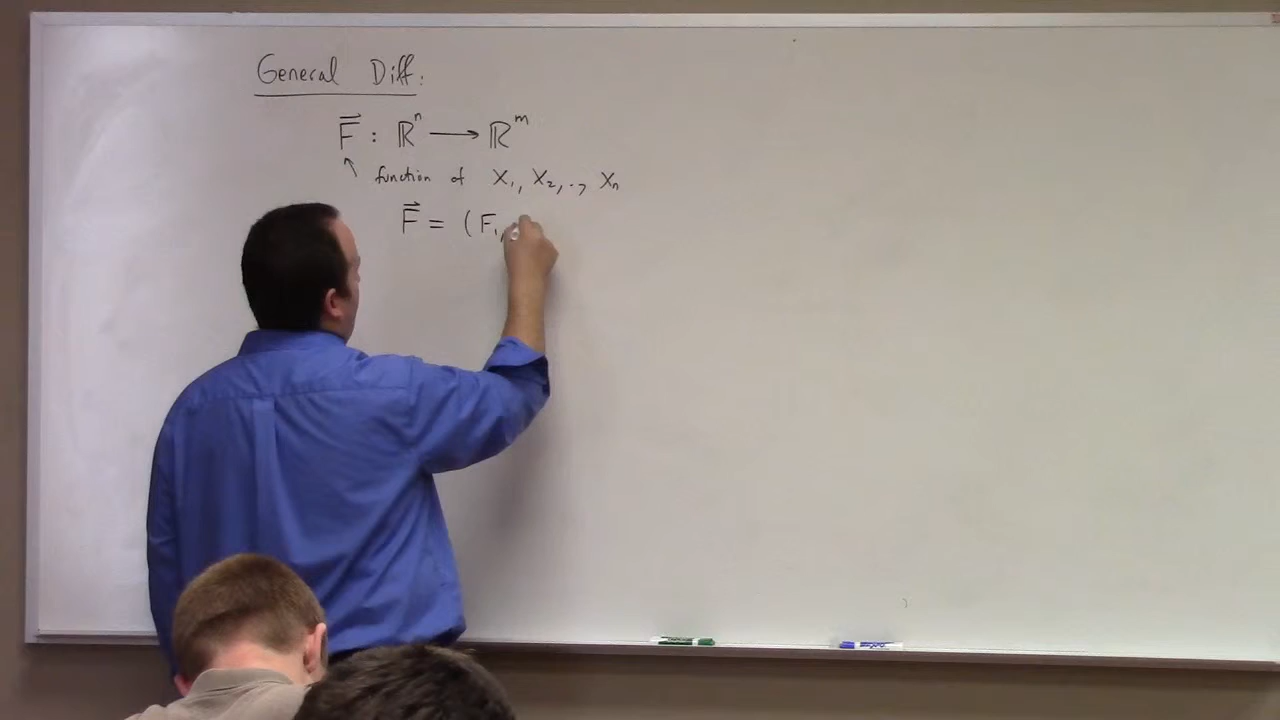 General Diff:
F⃗ : ℝⁿ ⟶ ℝᵐ
↖ function of X₁, X₂, .., Xₙ
F⃗ = (F₁,